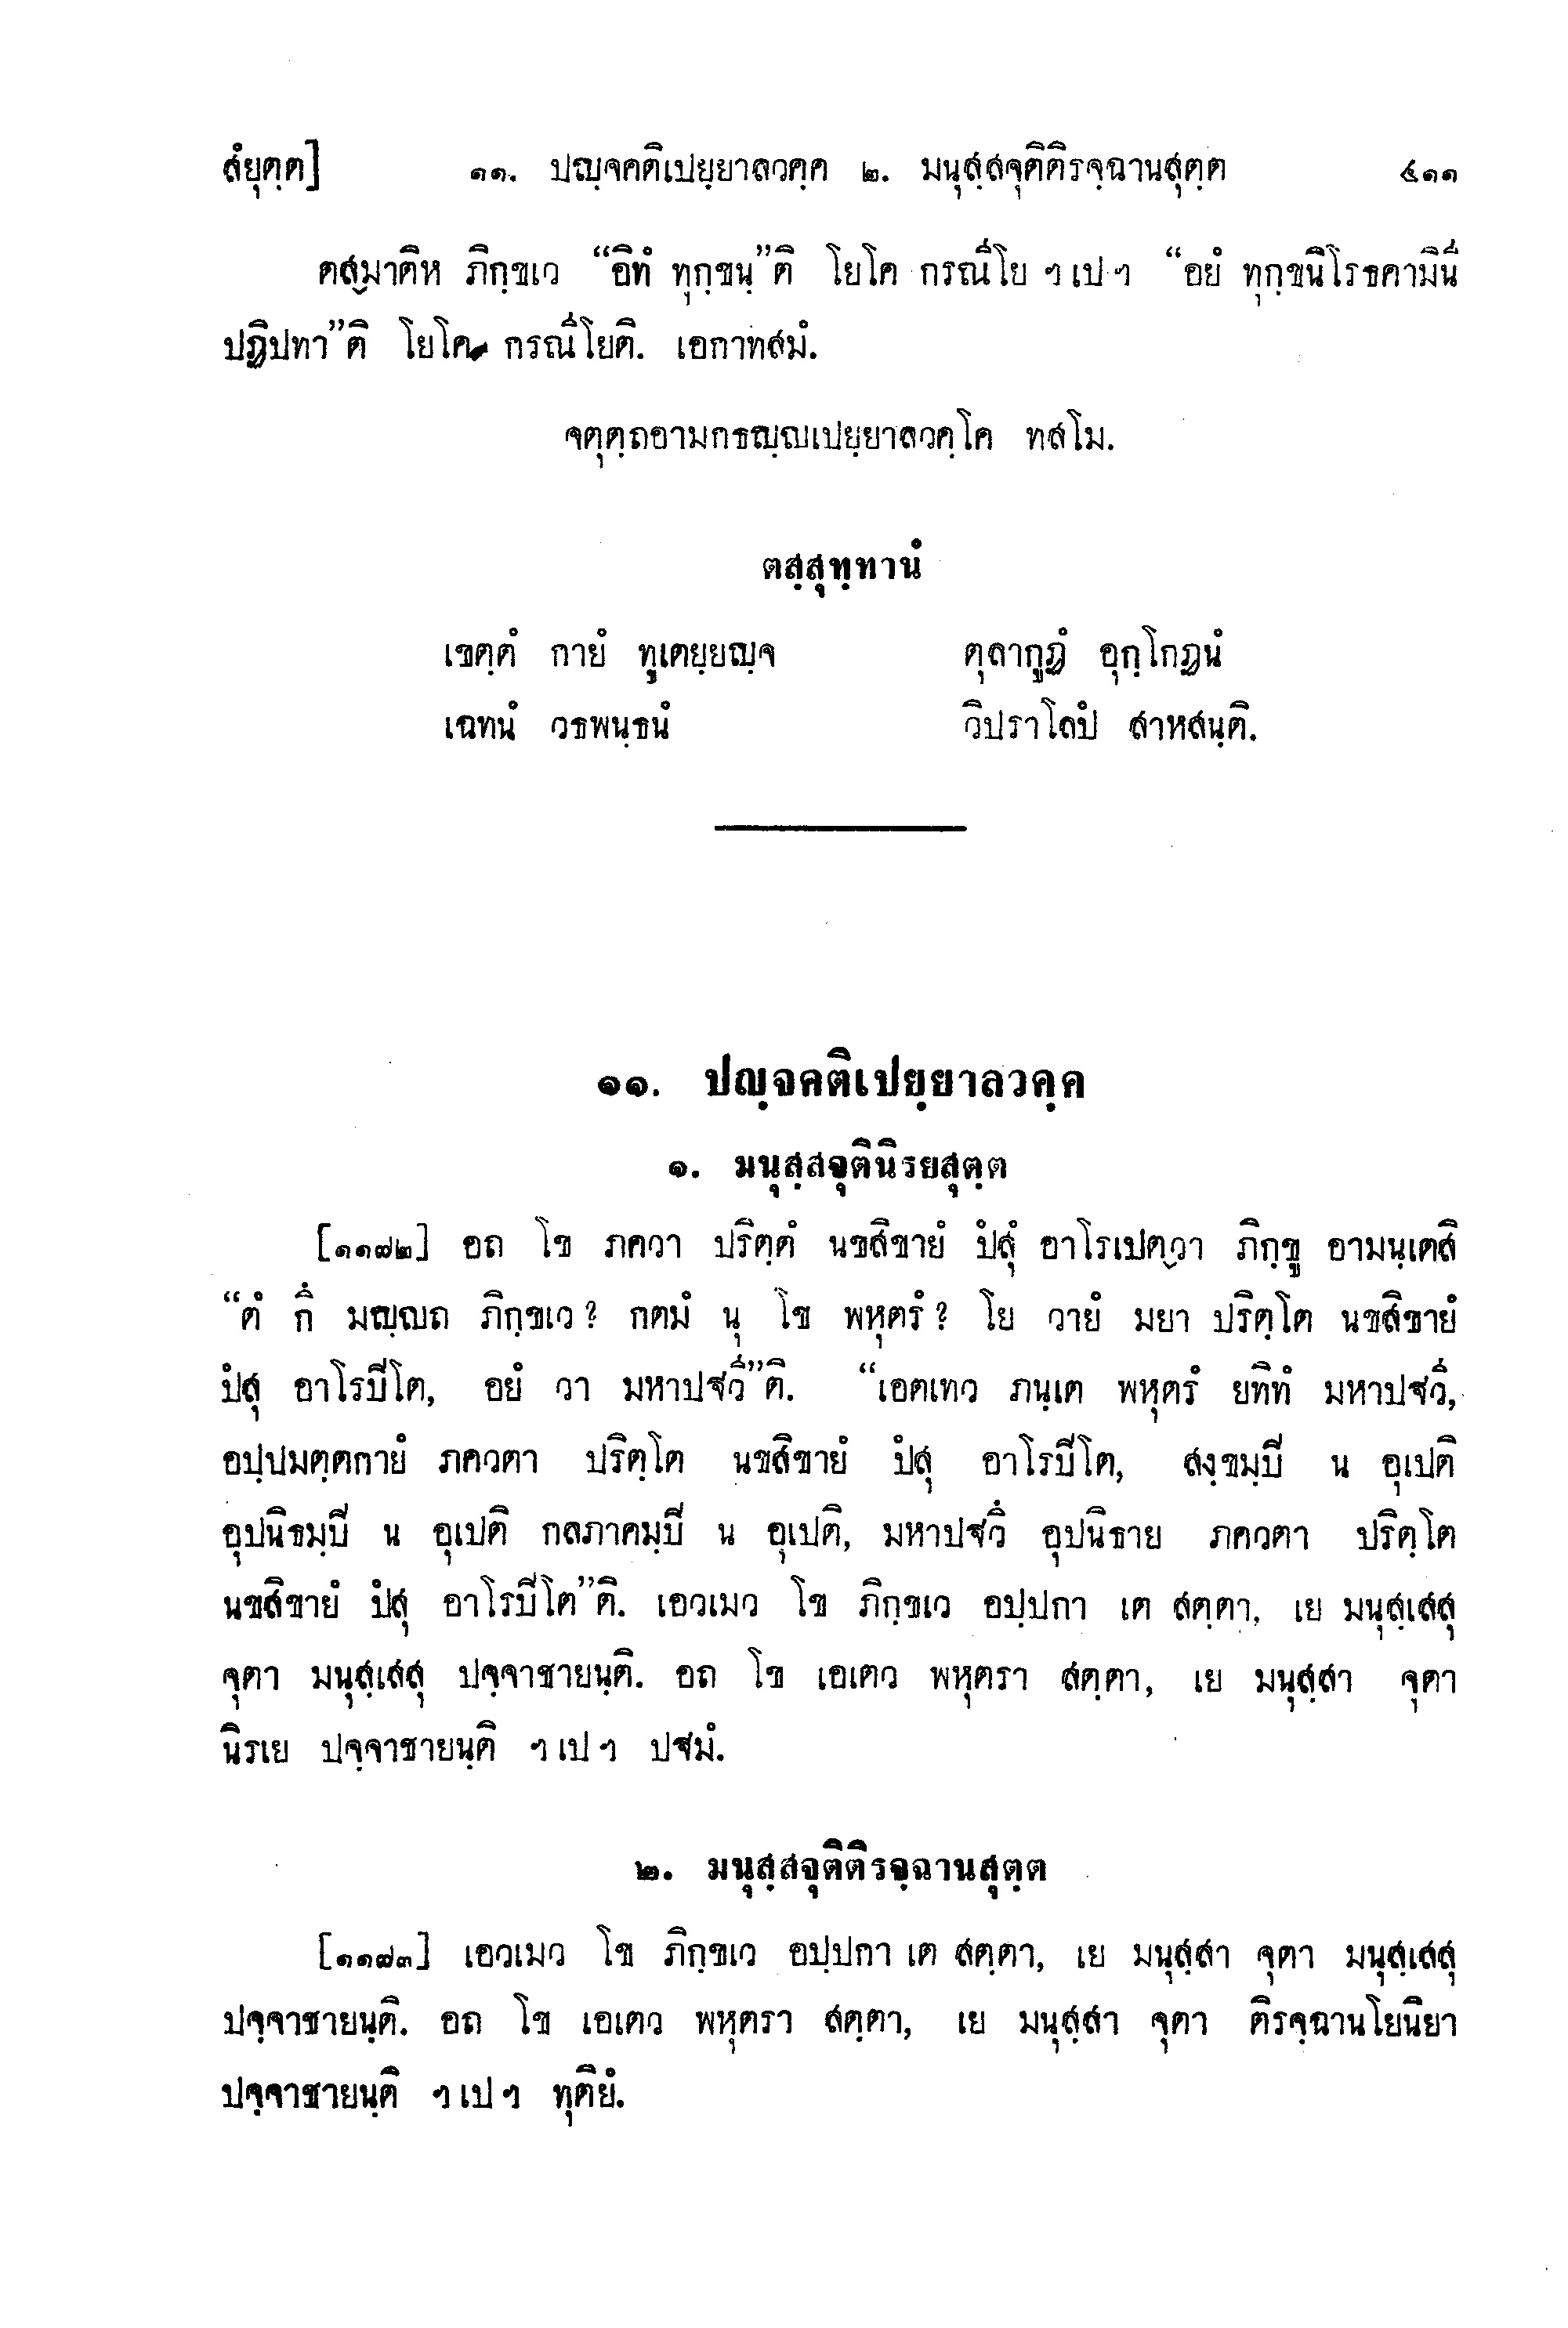 สํยุตฺต] ๑๑. ปญฺจคติเปยฺยาลวคฺค ๒. มนุสฺสจุติติรจฺฉานสุตฺต ๔๑๑
ตสฺมาติห ภิกฺขเว “อิทํ ทุกฺขนฺ”ติ โยโค กรณีโย ฯ เป ฯ “อยํ ทุกฺขนิโรธคามินี
ปฏิปทา”ติ โยโค กรณีโยติ. เอกาทสมํ.
จตุตฺถอามกธญฺญเปยฺยาลวคฺโค ทสโม.
ตสฺสุทฺทานํ
เขตฺตํ กายํ ทูเตยฺยญฺจ ตุลากูฏํ อุกฺโกฏนํ
เฉทนํ วธพนฺธนํ วิปราโลปํ สาหสนฺติ.
๑๑. ปญฺจคติเปยฺยาลวคฺค
๑. มนุสฺสจุตินิรยสุตฺต
[๑๑๗๒] อถ โข ภควา ปริตฺตํ นขสิขายํ ปํสุํ อาโรเปตฺวา ภิกฺขู อามนฺเตสิ
“ตํ กึ มญฺญถ ภิกฺขเว? กตมํ นุ โข พหุตรํ? โย วายํ มยา ปริตฺโต นขสิขายํ
ปํสุ อาโรปิโต, อยํ วา มหาปฐวี”ติ. “เอตเทว ภนฺเต พหุตรํ ยทิทํ มหาปฐวี,
อปฺปมตฺตกายํ ภควตา ปริตฺโต นขสิขายํ ปํสุ อาโรปิโต, สงฺขมฺปิ น อุเปติ
อุปนิธมฺปิ น อุเปติ กลภาคมฺปิ น อุเปติ, มหาปฐวึ อุปนิธาย ภควตา ปริตฺโต
นขสิขายํ ปํสุ อาโรปิโต”ติ. เอวเมว โข ภิกฺขเว อปฺปกา เต สตฺตา, เย มนุสฺเสสุ
จุตา มนุสฺเสสุ ปจฺจาชายนฺติ. อถ โข เอเตว พหุตรา สตฺตา, เย มนุสฺสา จุตา
นิรเย ปจฺจาชายนฺติ ฯ เป ฯ ปฐมํ.
๒. มนุสฺสจุติติรจฺฉานสุตฺต
[๑๑๗๓] เอวเมว โข ภิกฺขเว อปฺปกา เต สตฺตา, เย มนุสฺสา จุตา มนุสฺเสสุ
ปจฺจาชายนฺติ. อถ โข เอเตว พหุตรา สตฺตา, เย มนุสฺสา จุตา ติรจฺฉานโยนิยา
ปจฺจาชายนฺติ ฯ เป ฯ ทุติยํ.